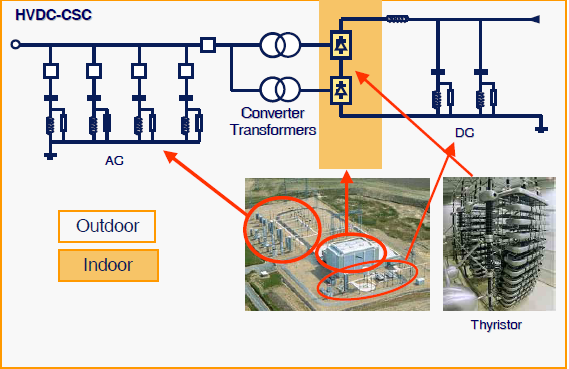 HVDC-CSC
Converter
Transformers
AC
DC
Outdoor
Indoor
Thyristor